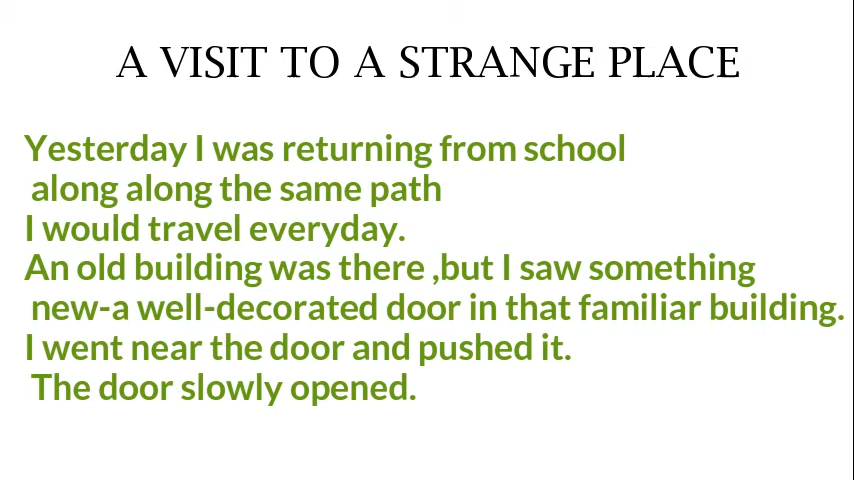 A VISIT TO A STRANGE PLACE
Yesterday I was returning from school
along along the same path
I would travel everyday.
An old building was there ,but I saw something
new-a well-decorated door in that familiar building.
I went near the door and pushed it.
The door slowly opened.